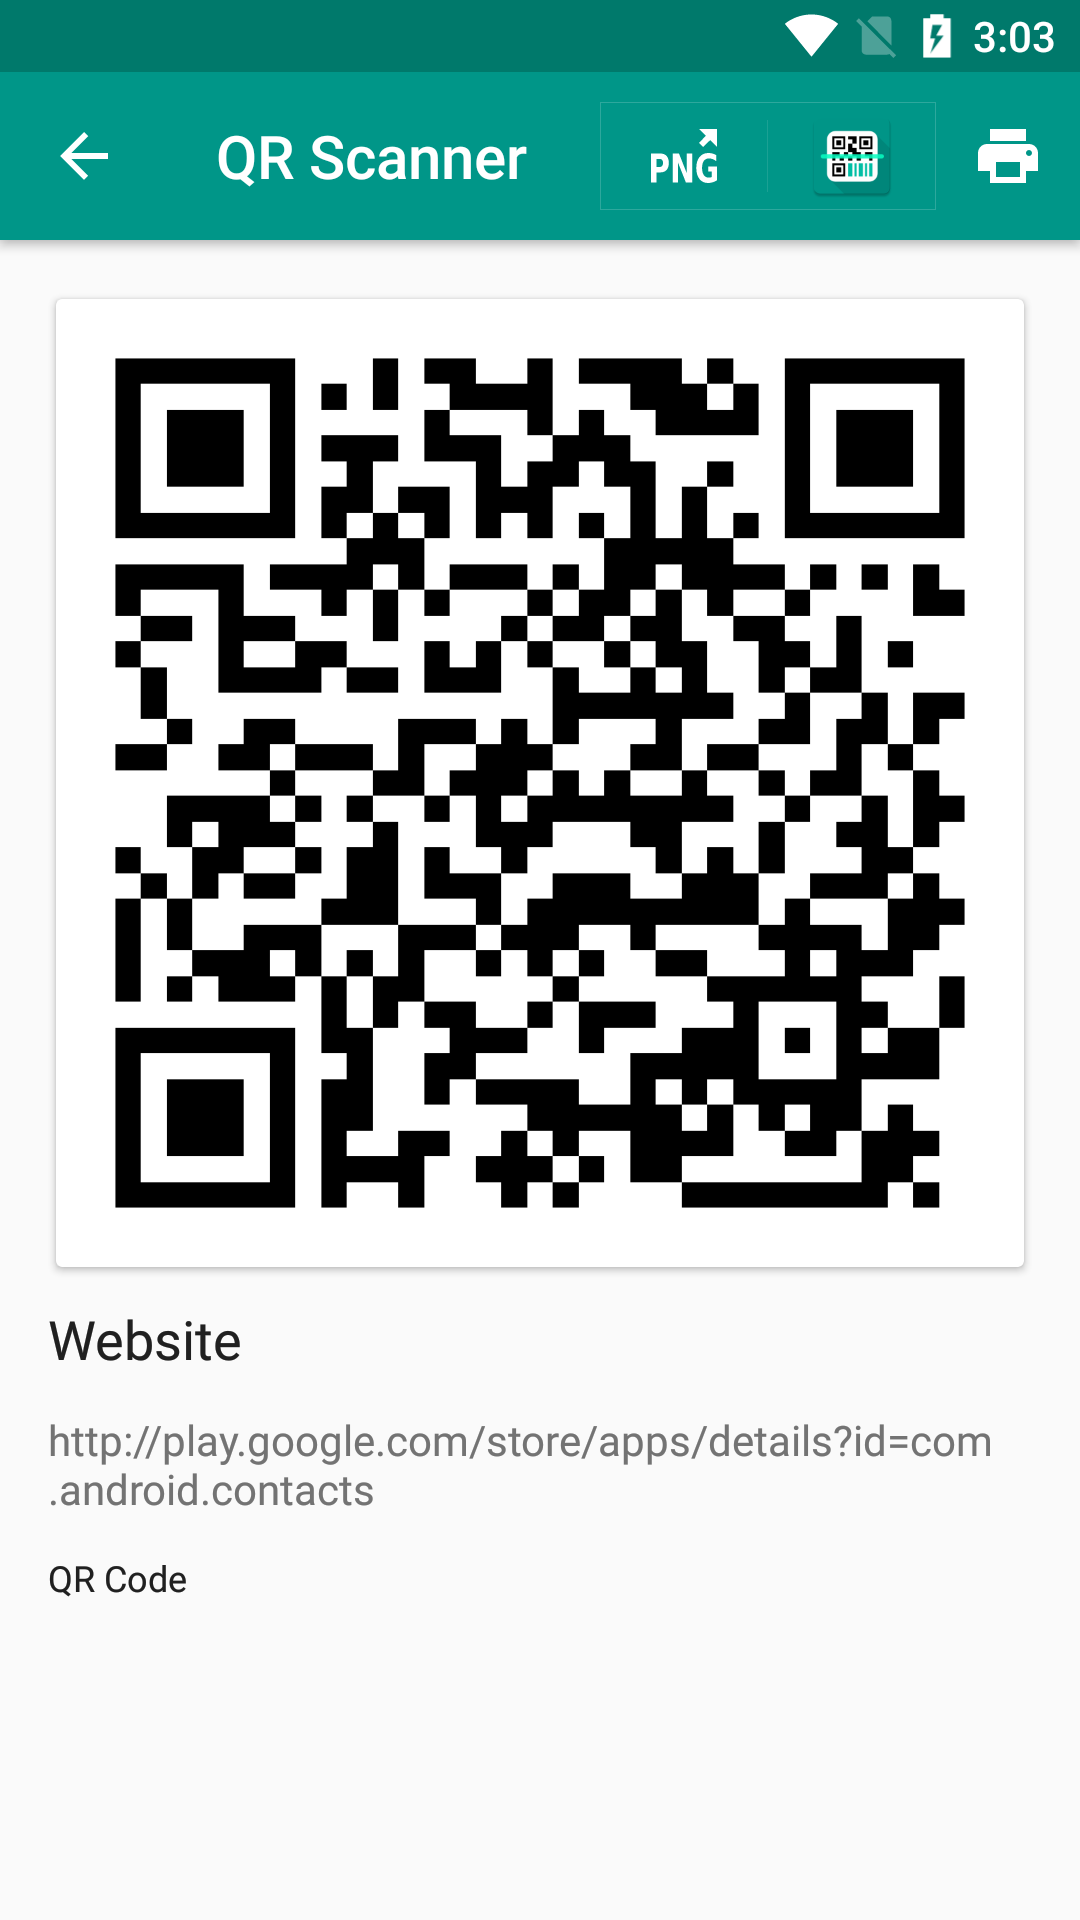 3:03
QR Scanner
PNG
Website
http://play.google.com/store/apps/details?id=com
.android.contacts
QR Code